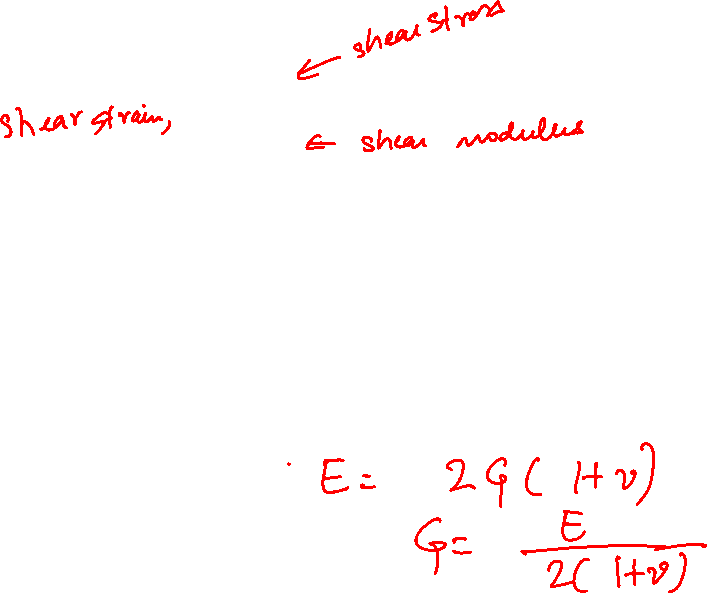 ← shear stress
shear strain,
← shear modulus
E = 2G(1+ν)
G = E / 2(1+ν)